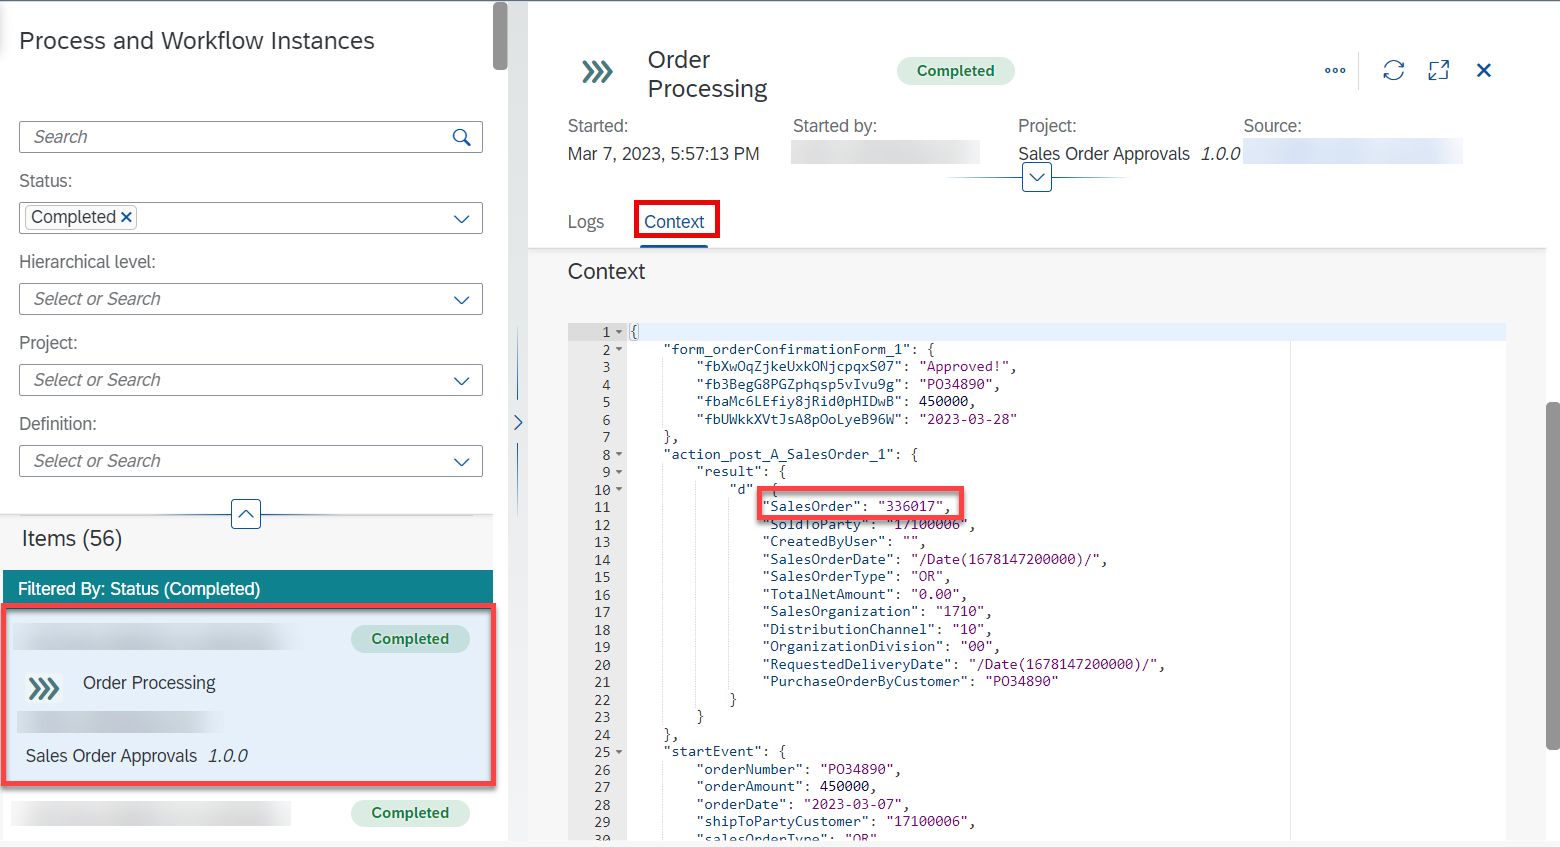 Process and Workflow Instances
Search
Status:
Completed
Hierarchical level:
Select or Search
Project:
Select or Search
Definition:
Select or Search
Items (56)
Filtered By: Status (Completed)
Completed
Order Processing
Sales Order Approvals 1.0.0
Completed
Order
Processing
Completed
Started:
Mar 7, 2023, 5:57:13 PM
Started by:
Project:
Sales Order Approvals 1.0.0
Source:
Logs
Context
Context
1 {
2 "form_orderConfirmationForm_1": {
3 "fbXwOqZjkeUxkONjcpqxS07": "Approved!",
4 "fb3BegG8PGZphqsp5vIvu9g": "PO34890",
5 "fbaMc6LEfiy8jRid0pHIDwB": 450000,
6 "fbUWkkXVtJsA8pOoLyeB96W": "2023-03-28"
7 },
8 "action_post_A_SalesOrder_1": {
9 "result": {
10 "d" {
11 "SalesOrder": "336017",
12 "SoldToParty": "17100006",
13 "CreatedByUser": "",
14 "SalesOrderDate": "/Date(1678147200000)/",
15 "SalesOrderType": "OR",
16 "TotalNetAmount": "0.00",
17 "SalesOrganization": "1710",
18 "DistributionChannel": "10",
19 "OrganizationDivision": "00",
20 "RequestedDeliveryDate": "/Date(1678147200000)/",
21 "PurchaseOrderByCustomer": "PO34890"
22 }
23 }
24 },
25 "startEvent": {
26 "orderNumber": "PO34890",
27 "orderAmount": 450000,
28 "orderDate": "2023-03-07",
29 "shipToPartyCustomer": "17100006",
30 "salesOrderType": "OR"